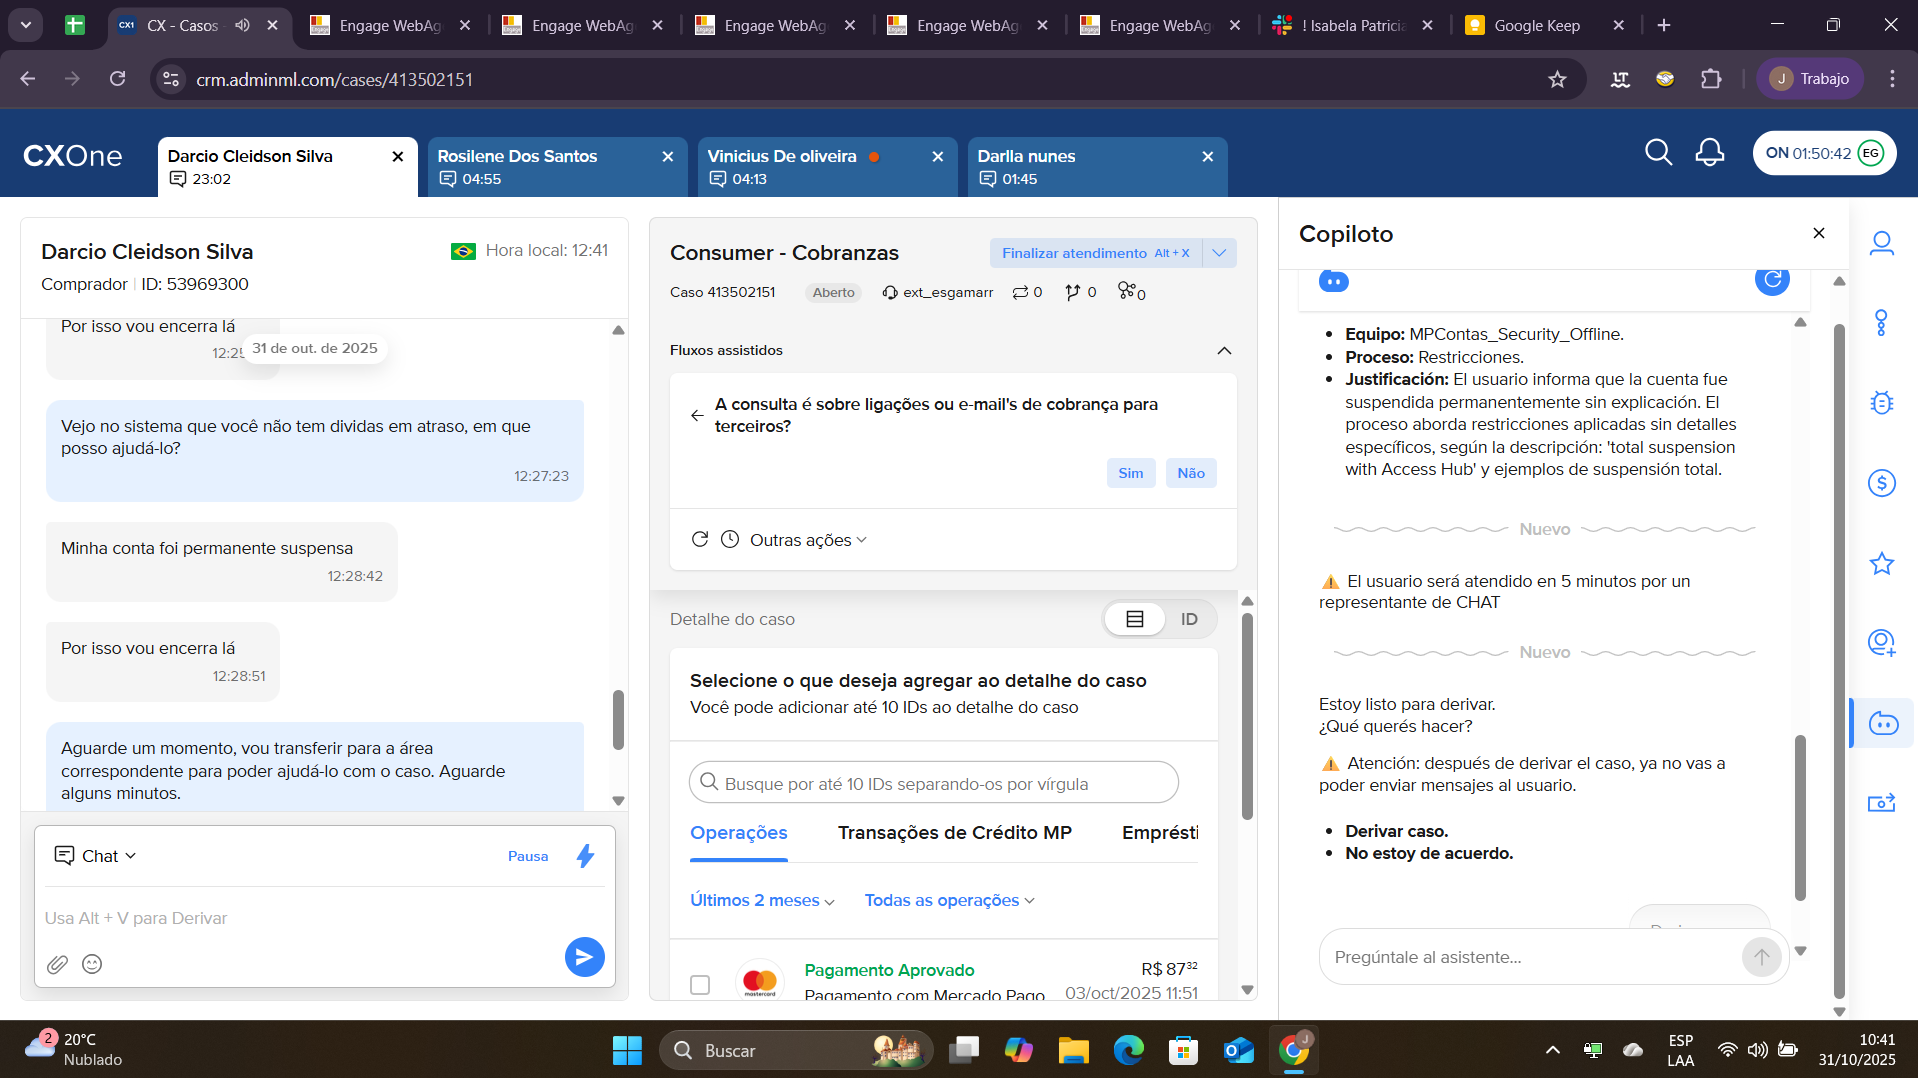 CX - Casos
Engage WebAg
Engage WebAg
Engage WebAg
Engage WebAg
Engage WebAg
! Isabela Patricia
Google Keep
crm.adminml.com/cases/413502151
J Trabajo
CXOne
Darcio Cleidson Silva
23:02
Rosilene Dos Santos
04:55
Vinicius De oliveira
04:13
Darlla nunes
01:45
ON 01:50:42 EG
Darcio Cleidson Silva
Hora local: 12:41
Comprador | ID: 53969300
Por isso vou encerra lá
12:25
31 de out. de 2025
Vejo no sistema que você não tem dividas em atraso, em que
posso ajudá-lo?
12:27:23
Minha conta foi permanente suspensa
12:28:42
Por isso vou encerra lá
12:28:51
Aguarde um momento, vou transferir para a área
correspondente para poder ajudá-lo com o caso. Aguarde
alguns minutos.
Chat
Pausa
Usa Alt + V para Derivar
Consumer - Cobranzas
Finalizar atendimento Alt + X
Caso 413502151
Aberto
ext_esgamarr
0
0
0
Fluxos assistidos
A consulta é sobre ligações ou e-mail's de cobrança para
terceiros?
Sim
Não
Outras ações
Detalhe do caso
ID
Selecione o que deseja agregar ao detalhe do caso
Você pode adicionar até 10 IDs ao detalhe do caso
Busque por até 10 IDs separando-os por vírgula
Operações
Transações de Crédito MP
Emprésti
Últimos 2 meses
Todas as operações
mastercard
Pagamento Aprovado
R$ 87³²
Pagamento com Mercado Pago
03/oct/2025 11:51
Copiloto
• Equipo: MPContas_Security_Offline.
• Proceso: Restricciones.
• Justificación: El usuario informa que la cuenta fue
suspendida permanentemente sin explicación. El
proceso aborda restricciones aplicadas sin detalles
específicos, según la descripción: 'total suspension
with Access Hub' y ejemplos de suspensión total.
Nuevo
El usuario será atendido en 5 minutos por un
representante de CHAT
Nuevo
Estoy listo para derivar.
¿Qué querés hacer?
Atención: después de derivar el caso, ya no vas a
poder enviar mensajes al usuario.
• Derivar caso.
• No estoy de acuerdo.
Pregúntale al asistente...
2
20°C
Nublado
Buscar
ESP
LAA
10:41
31/10/2025